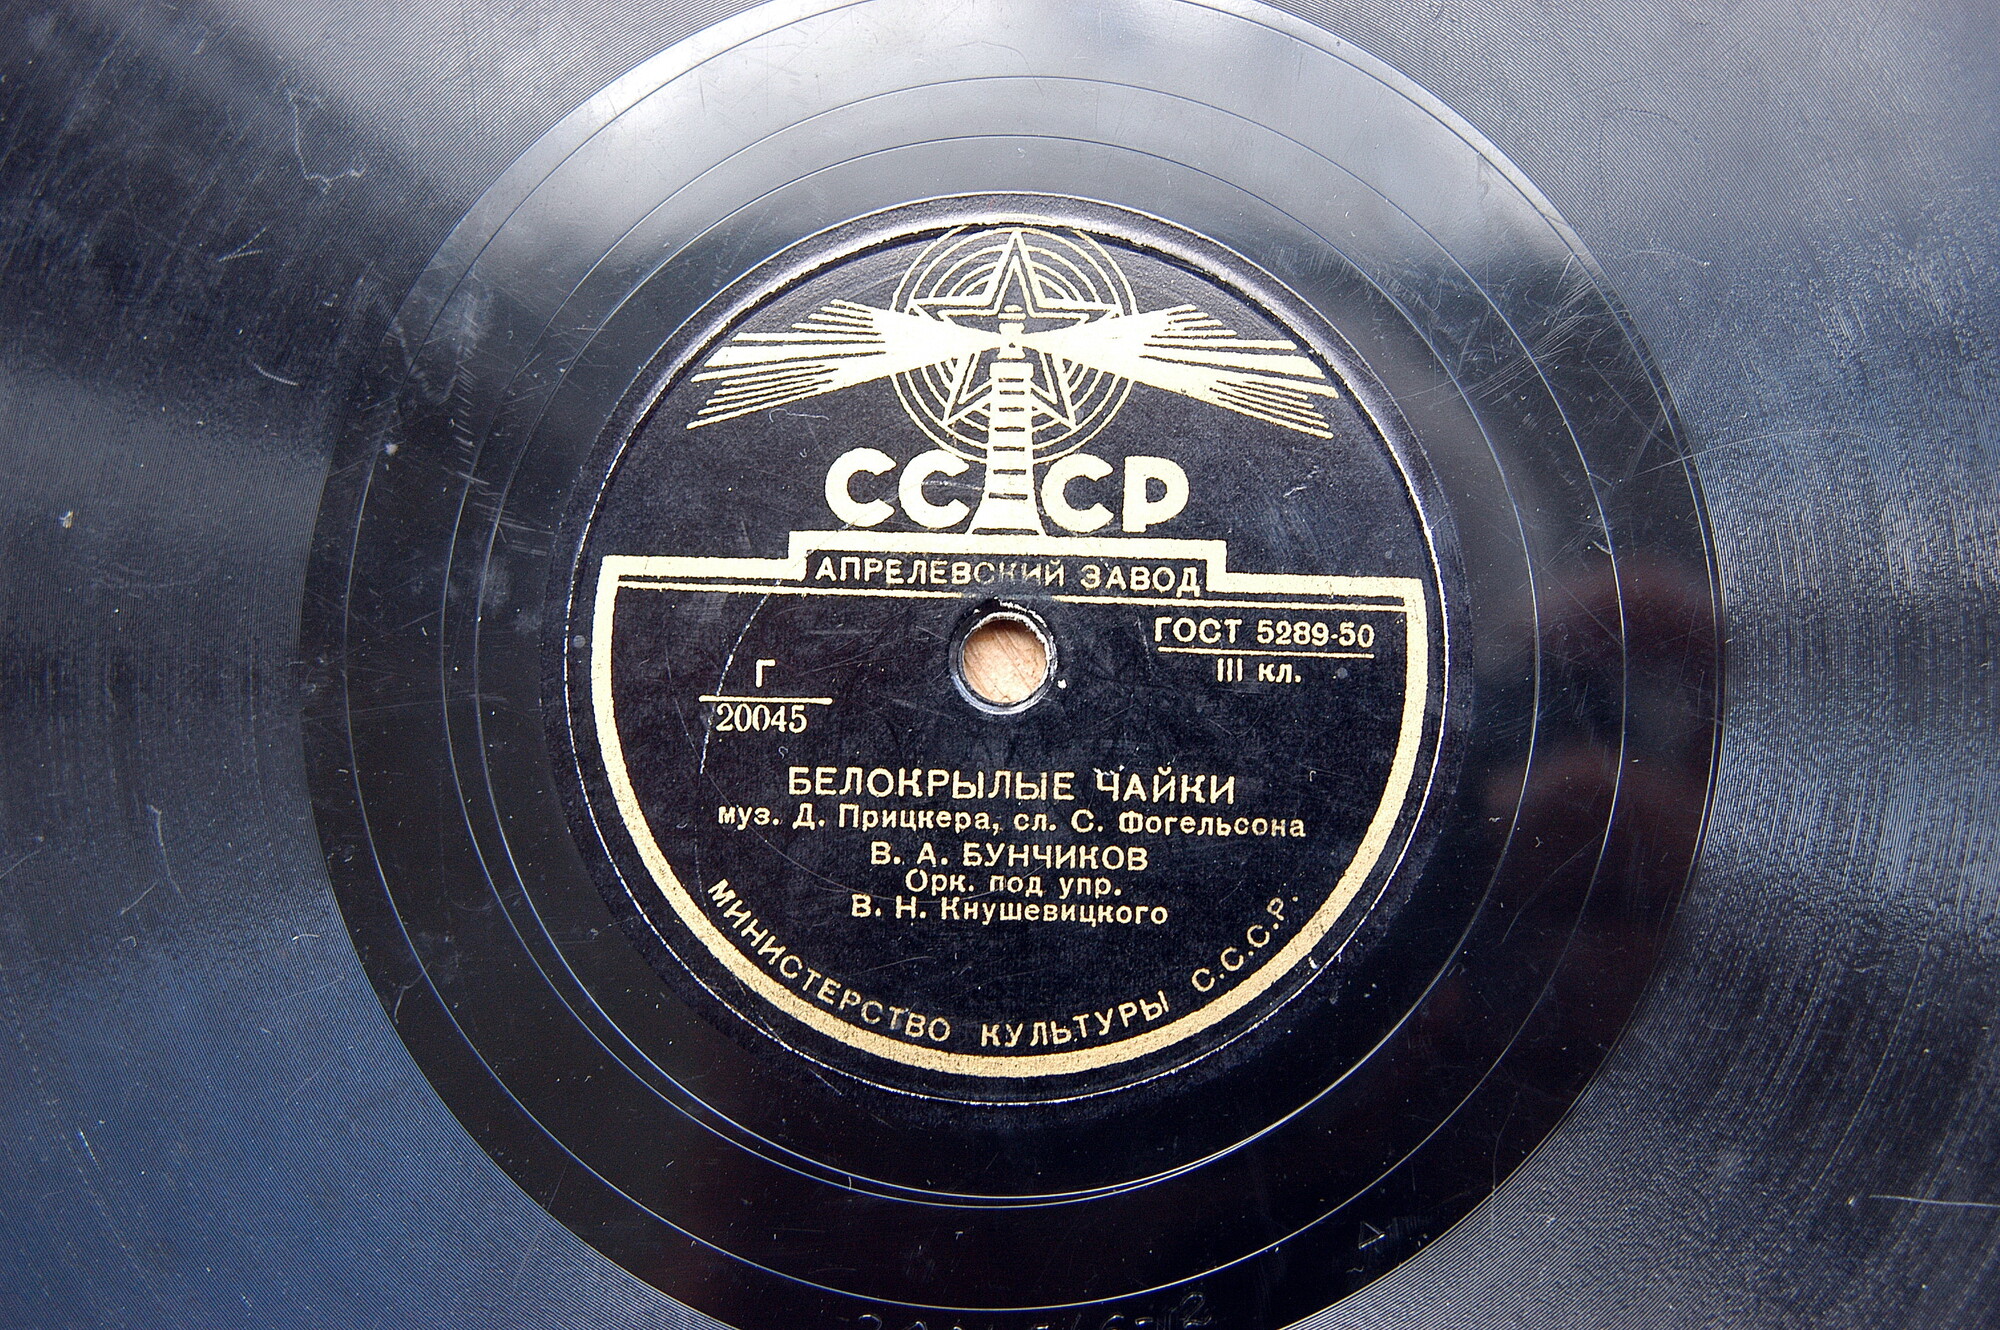 СССР
АПРЕЛЕВСКИЙ ЗАВОД
ГОСТ 5289-50
III кл.
Г
20045
БЕЛОКРЫЛЫЕ ЧАЙКИ
муз. Д. Прицкера, сл. С. Фогельсона
В. А. БУНЧИКОВ
Орк. под упр.
В. Н. Кнушевицкого
МИНИСТЕРСТВО КУЛЬТУРЫ С.С.С.Р.